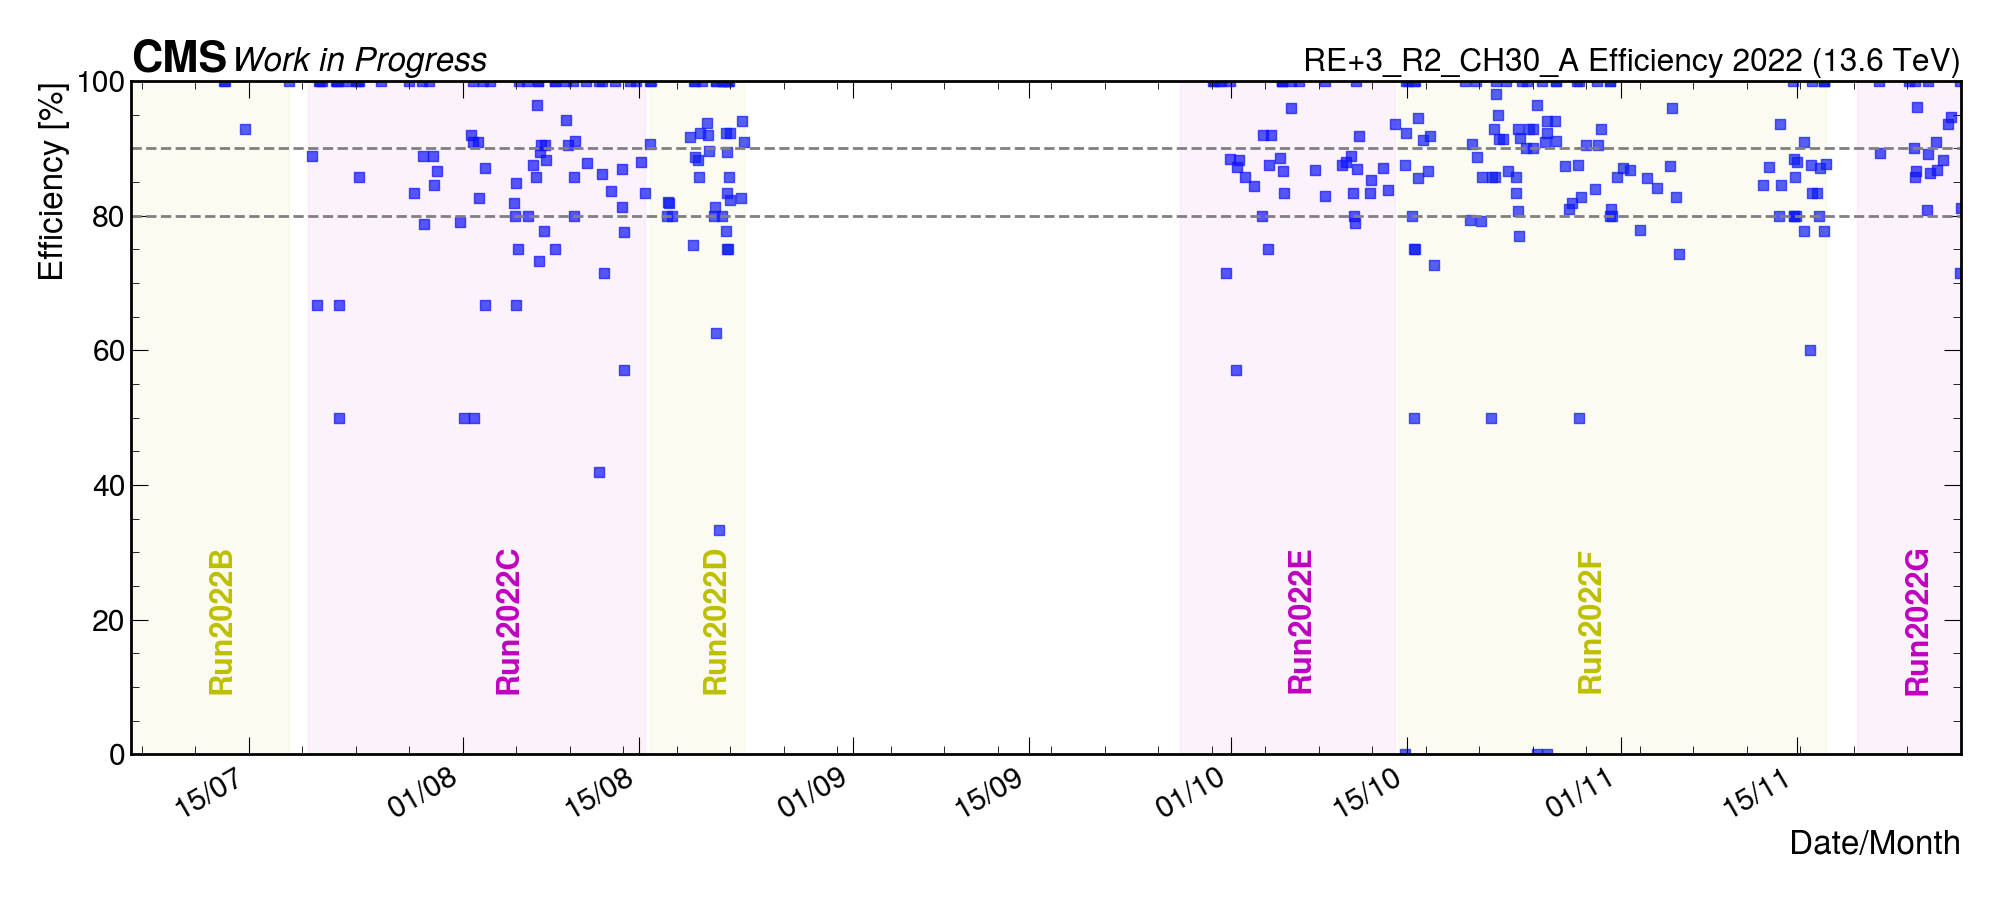 CMS Work in Progress
RE+3_R2_CH30_A Efficiency 2022 (13.6 TeV)
Efficiency [%]
100
80
60
40
20
0
Run2022B
Run2022C
Run2022D
Run2022E
Run2022F
Run2022G
15/07
01/08
15/08
01/09
15/09
01/10
15/10
01/11
15/11
Date/Month